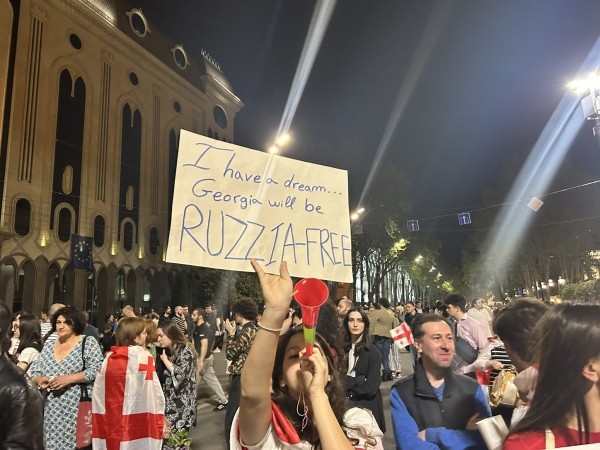 I have a dream...
Georgia will be
RUZZIA-FREE